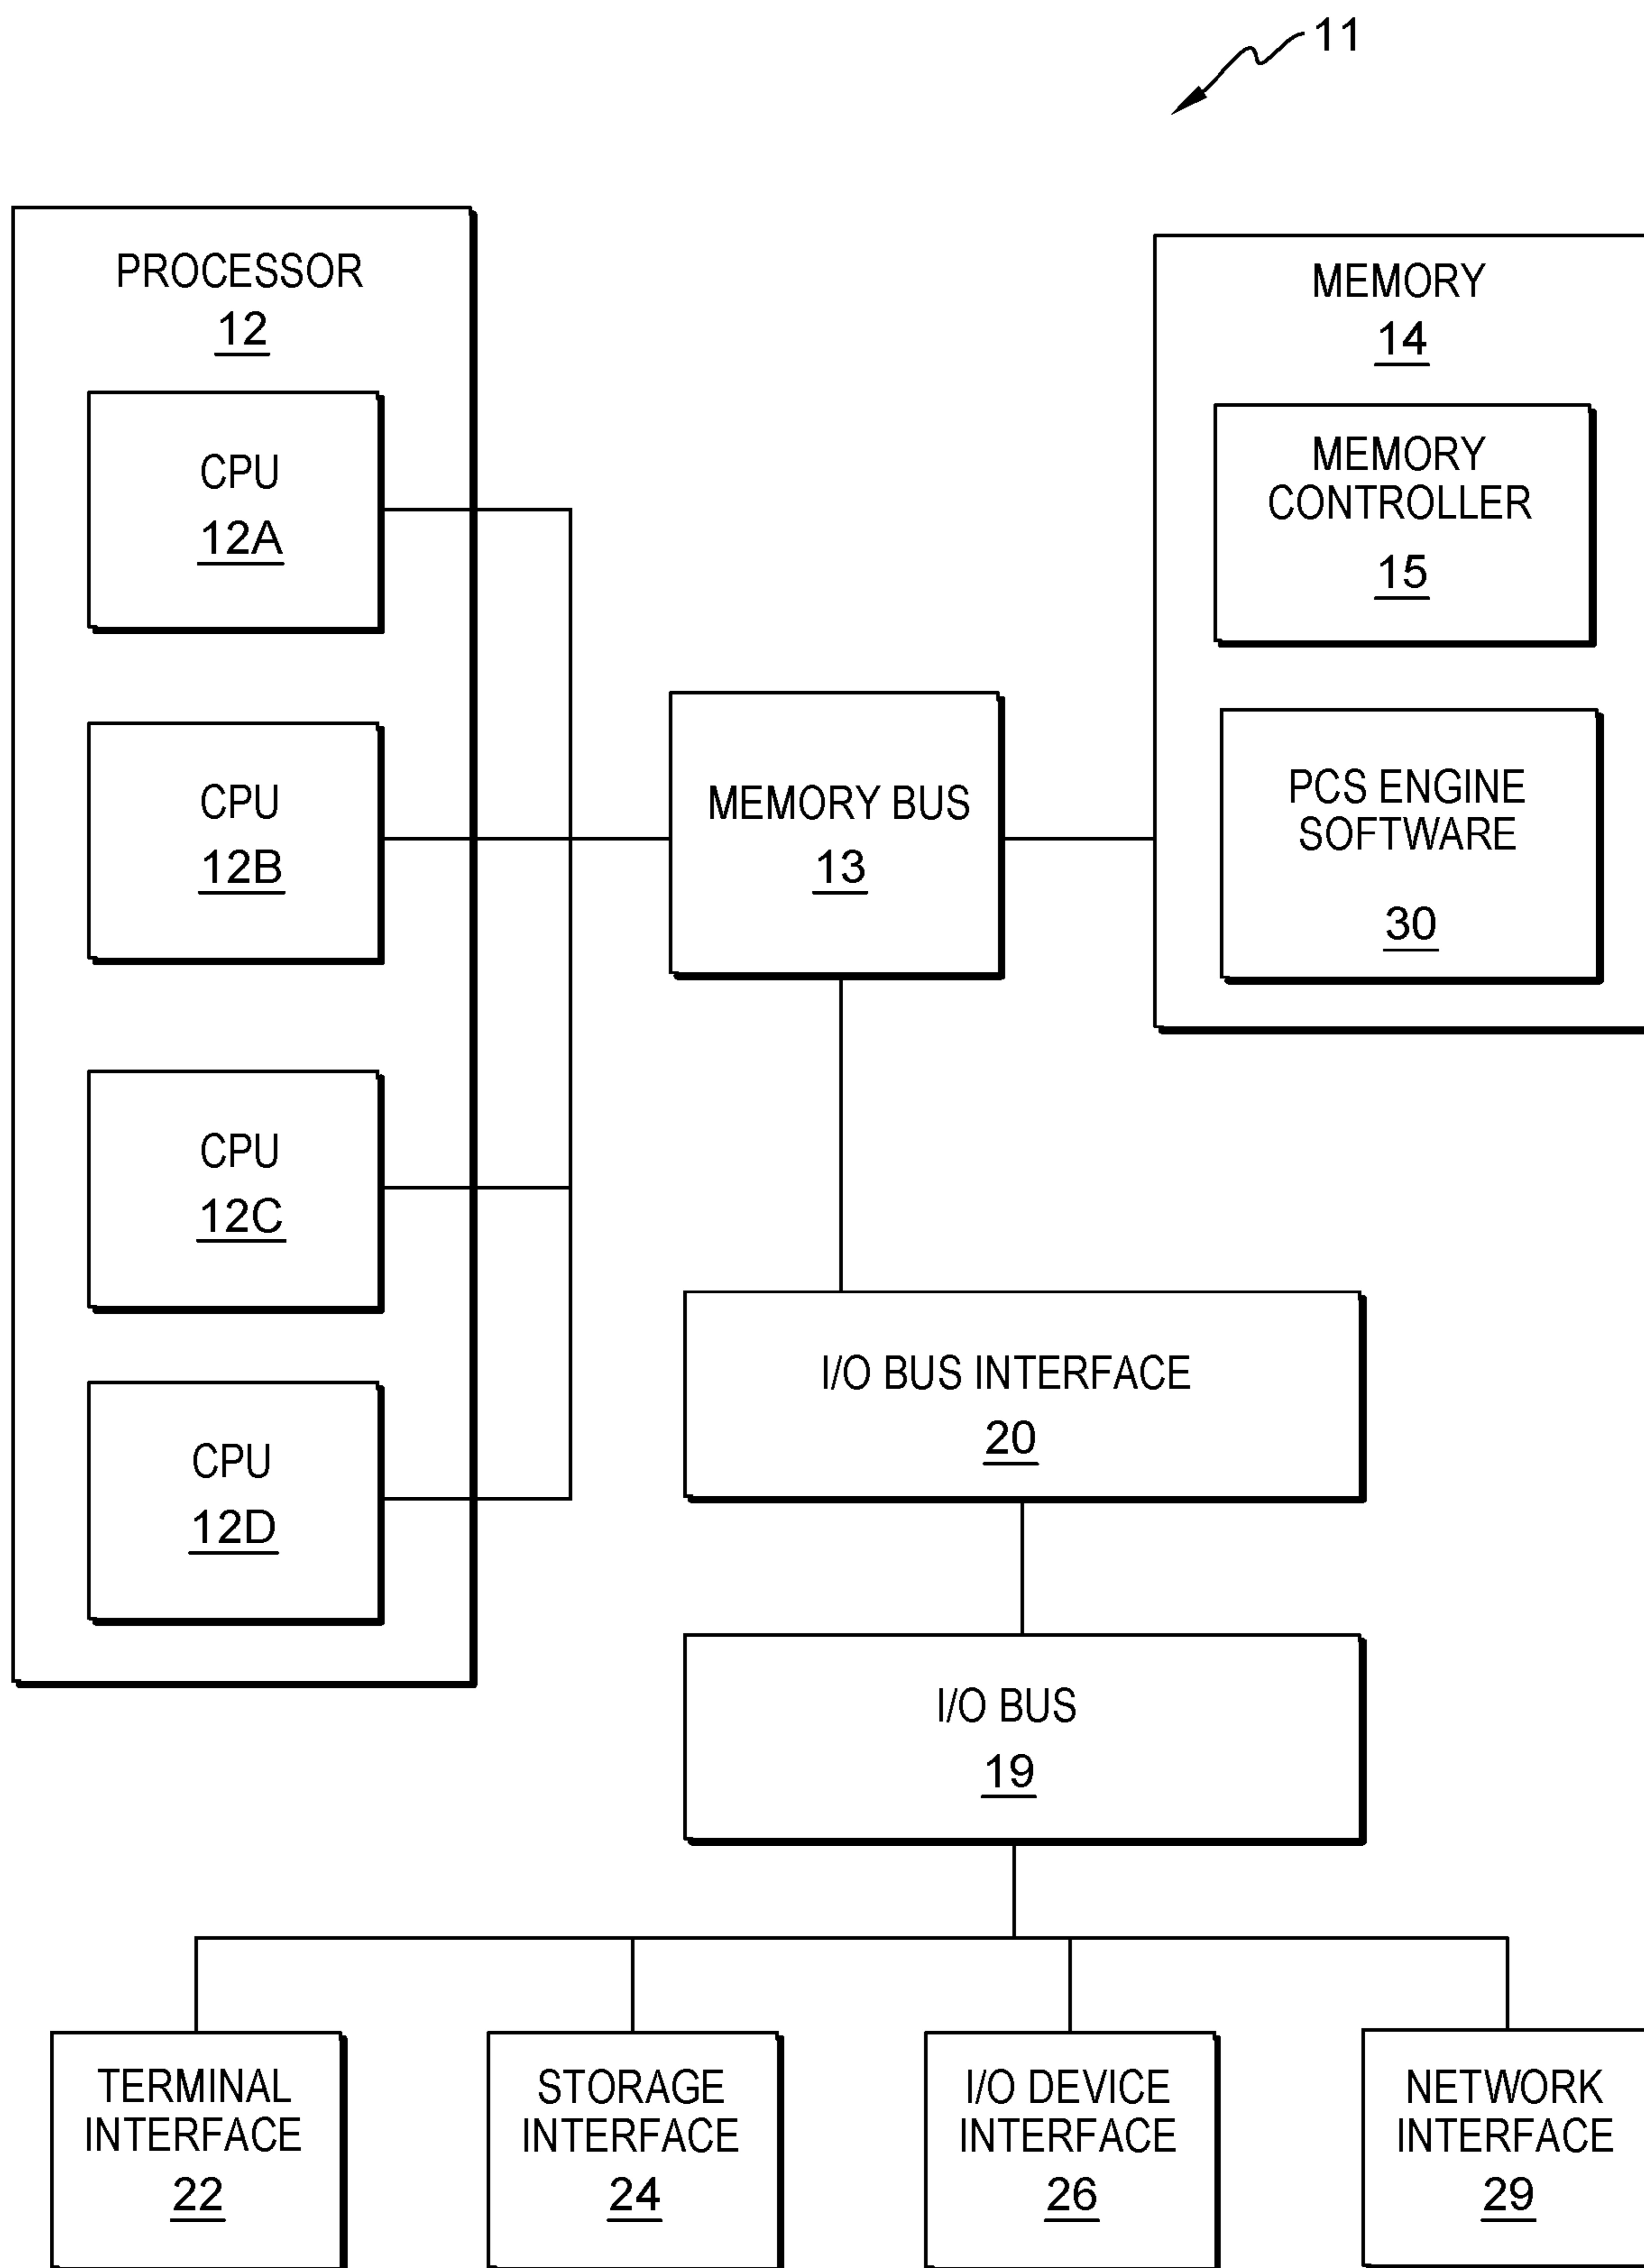 11
PROCESSOR
12
CPU
12A
CPU
12B
CPU
12C
CPU
12D
MEMORY BUS
13
MEMORY
14
MEMORY
CONTROLLER
15
PCS ENGINE
SOFTWARE
30
I/O BUS INTERFACE
20
I/O BUS
19
TERMINAL
INTERFACE
22
STORAGE
INTERFACE
24
I/O DEVICE
INTERFACE
26
NETWORK
INTERFACE
29